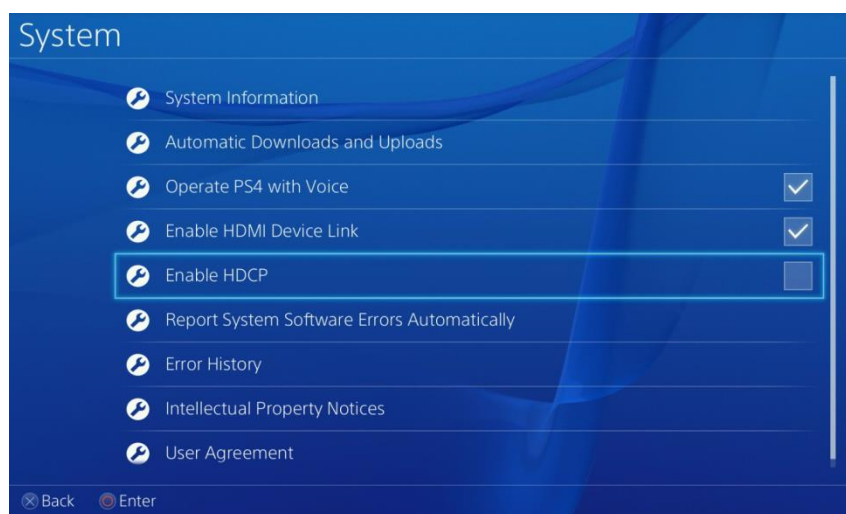 System
System Information
Automatic Downloads and Uploads
Operate PS4 with Voice
Enable HDMI Device Link
Enable HDCP
Report System Software Errors Automatically
Error History
Intellectual Property Notices
User Agreement
Back Enter